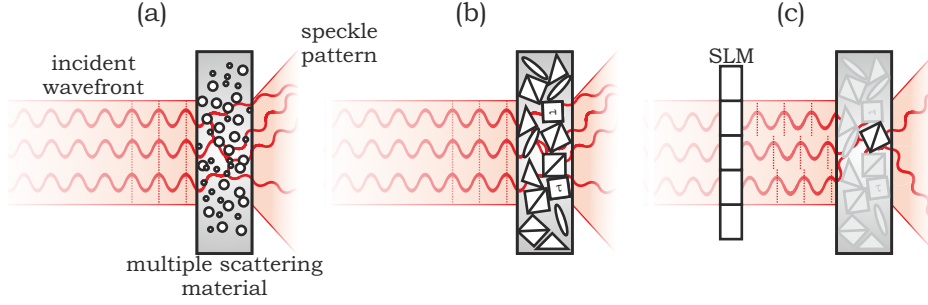 (a)
(b)
(c)
incident
wavefront
speckle
pattern
SLM
τ
τ
τ
τ
multiple scattering
material